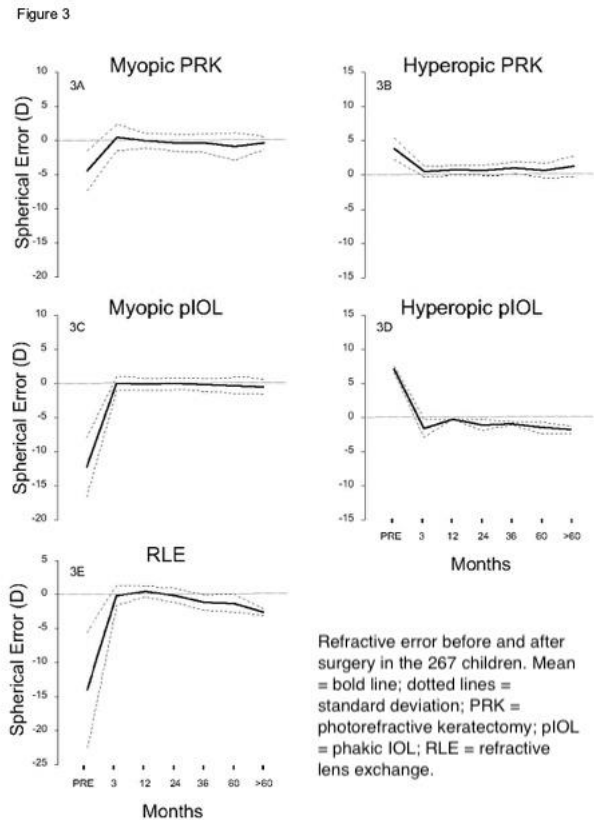 Figure 3
Myopic PRK
Hyperopic PRK
3A
3B
Spherical Error (D)
10
5
0
-5
-10
-15
-20
15
10
5
0
-5
-10
-15
Myopic pIOL
Hyperopic pIOL
3C
3D
Spherical Error (D)
10
5
0
-5
-10
-15
-20
15
10
5
0
-5
-10
-15
PRE 3 12 24 36 60 >60
Months
RLE
3E
Spherical Error (D)
5
0
-5
-10
-15
-20
-25
PRE 3 12 24 36 60 >60
Months
Refractive error before and after
surgery in the 267 children. Mean
= bold line; dotted lines =
standard deviation; PRK =
photorefractive keratectomy; pIOL
= phakic IOL; RLE = refractive
lens exchange.